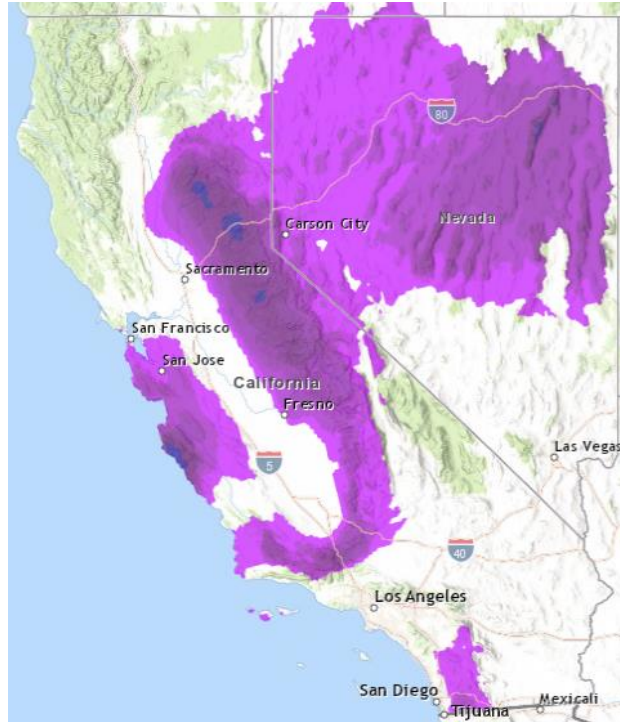 80
Nevada
Carson City
Sacramento
San Francisco
San Jose
California
Fresno
5
Las Vegas
40
Los Angeles
San Diego
Tijuana
Mexicali